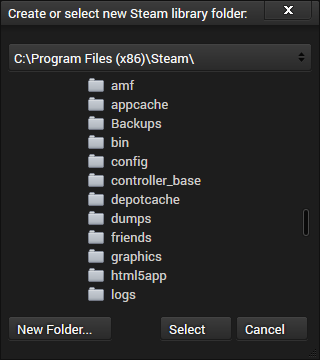 Create or select new Steam library folder:
X
C:\Program Files (x86)\Steam\
amf
appcache
Backups
bin
config
controller_base
depotcache
dumps
friends
graphics
html5app
logs
New Folder... Select Cancel